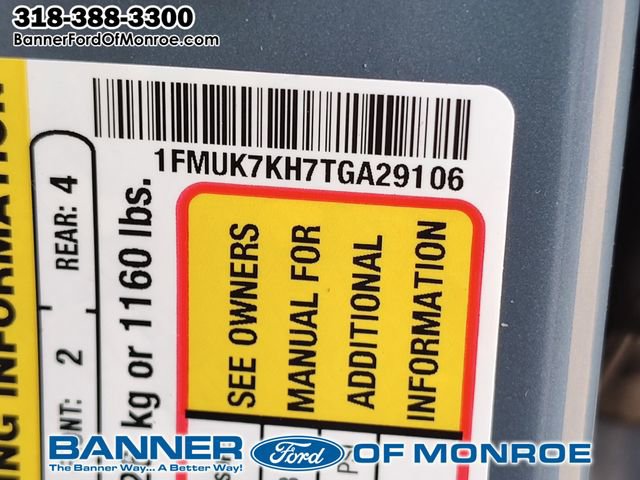 318-388-3300
BannerFordOfMonroe.com
1FMUK7KH7TGA29106
REAR: 4
2
kg or 1160 lbs.
SEE OWNERS
MANUAL FOR
ADDITIONAL
INFORMATION
BANNER Ford OF MONROE
The Banner Way... A Better Way!